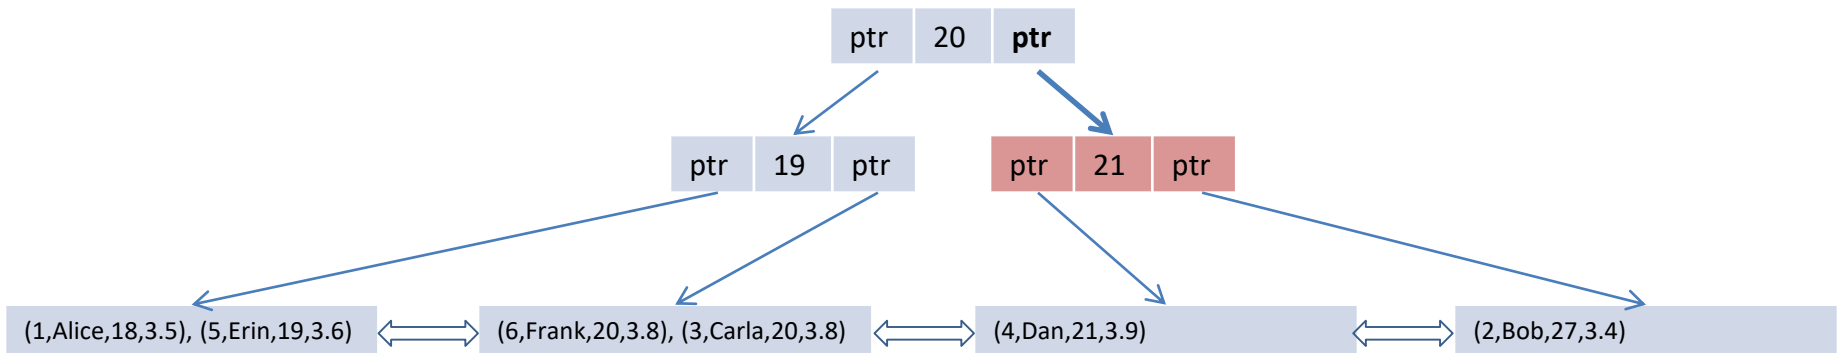 ptr 20 ptr
ptr 19 ptr
ptr 21 ptr
(1,Alice,18,3.5), (5,Erin,19,3.6)
(6,Frank,20,3.8), (3,Carla,20,3.8)
(4,Dan,21,3.9)
(2,Bob,27,3.4)